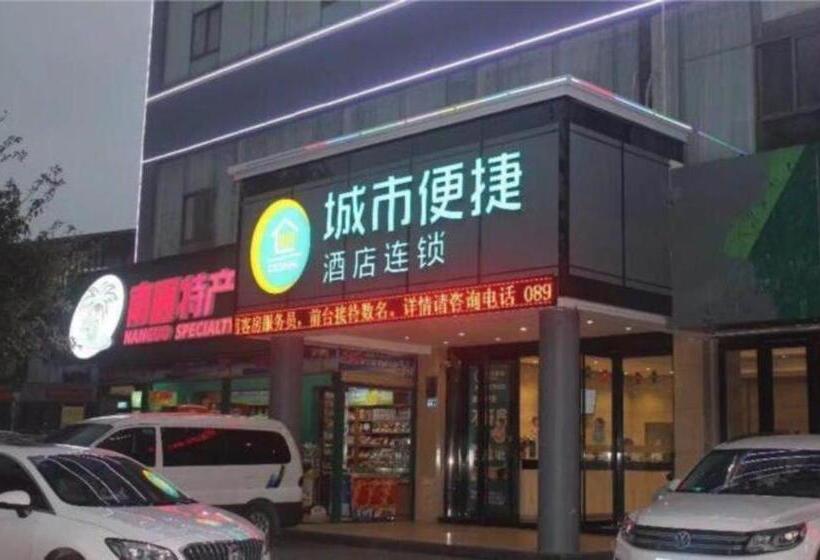 城市便捷
酒店连锁
客房服务员，前台接待数名，详情请咨询电话 089
南国特产
NANGUO SPECIALTY